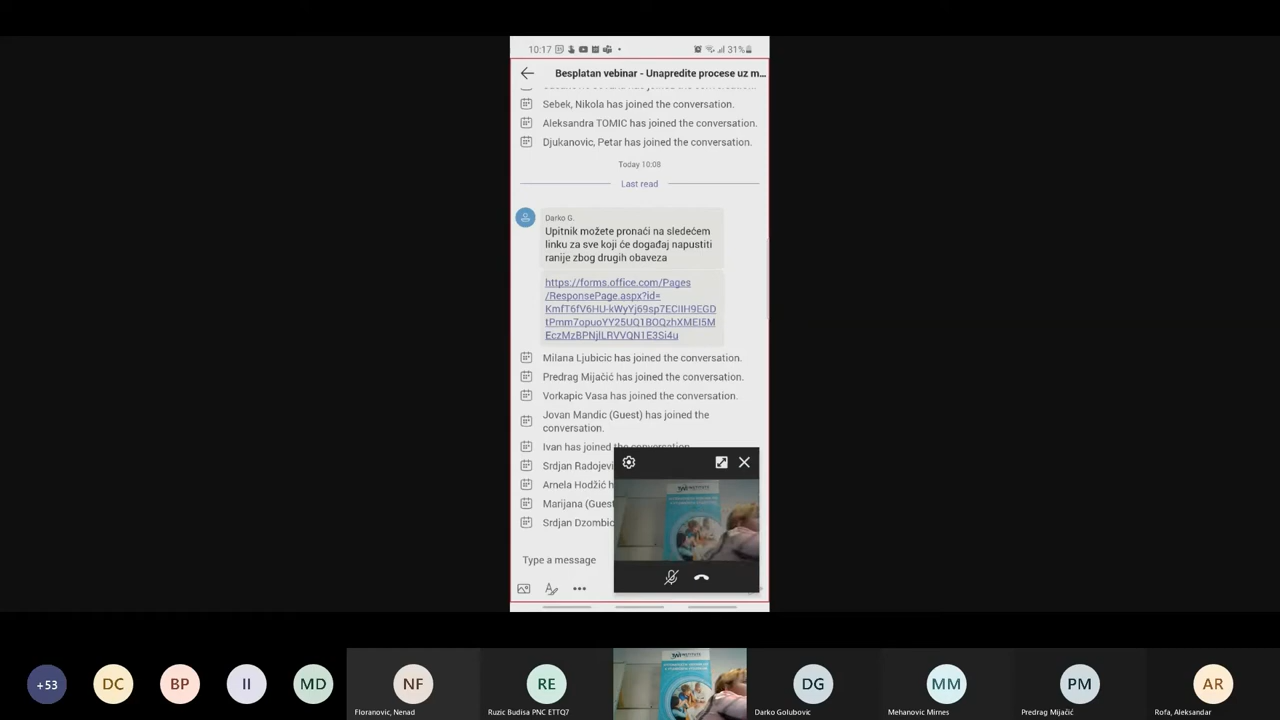 10:17
31%
Besplatan vebinar - Unapredite procese uz m...
Sebek, Nikola has joined the conversation.
Aleksandra TOMIC has joined the conversation.
Djukanovic, Petar has joined the conversation.
Today 10:08
Last read
Darko G.
Upitnik možete pronaći na sledećem
linku za sve koji će događaj napustiti
ranije zbog drugih obaveza
https://forms.office.com/Pages
/ResponsePage.aspx?id=
KmfT6fV6HU-kWyYj69sp7ECIIH9EGD
tPmm7opuoYY25UQ1BOQzhXMEI5M
EczMzBPNjlLRVVQN1E3Si4u
Milana Ljubicic has joined the conversation.
Predrag Mijačić has joined the conversation.
Vorkapic Vasa has joined the conversation.
Jovan Mandic (Guest) has joined the
conversation.
Ivan has joined the conversation.
Srdjan Radojevi
Arnela Hodžić h
Marijana (Guest
Srdjan Dzombic
Type a message
+53
DC
BP
II
MD
NF
RE
DG
MM
PM
AR
Floranovic, Nenad
Ruzic Budisa PNC ETTQ7
Darko Golubovic
Mehanovic Mirnes
Predrag Mijačić
Rofa, Aleksandar